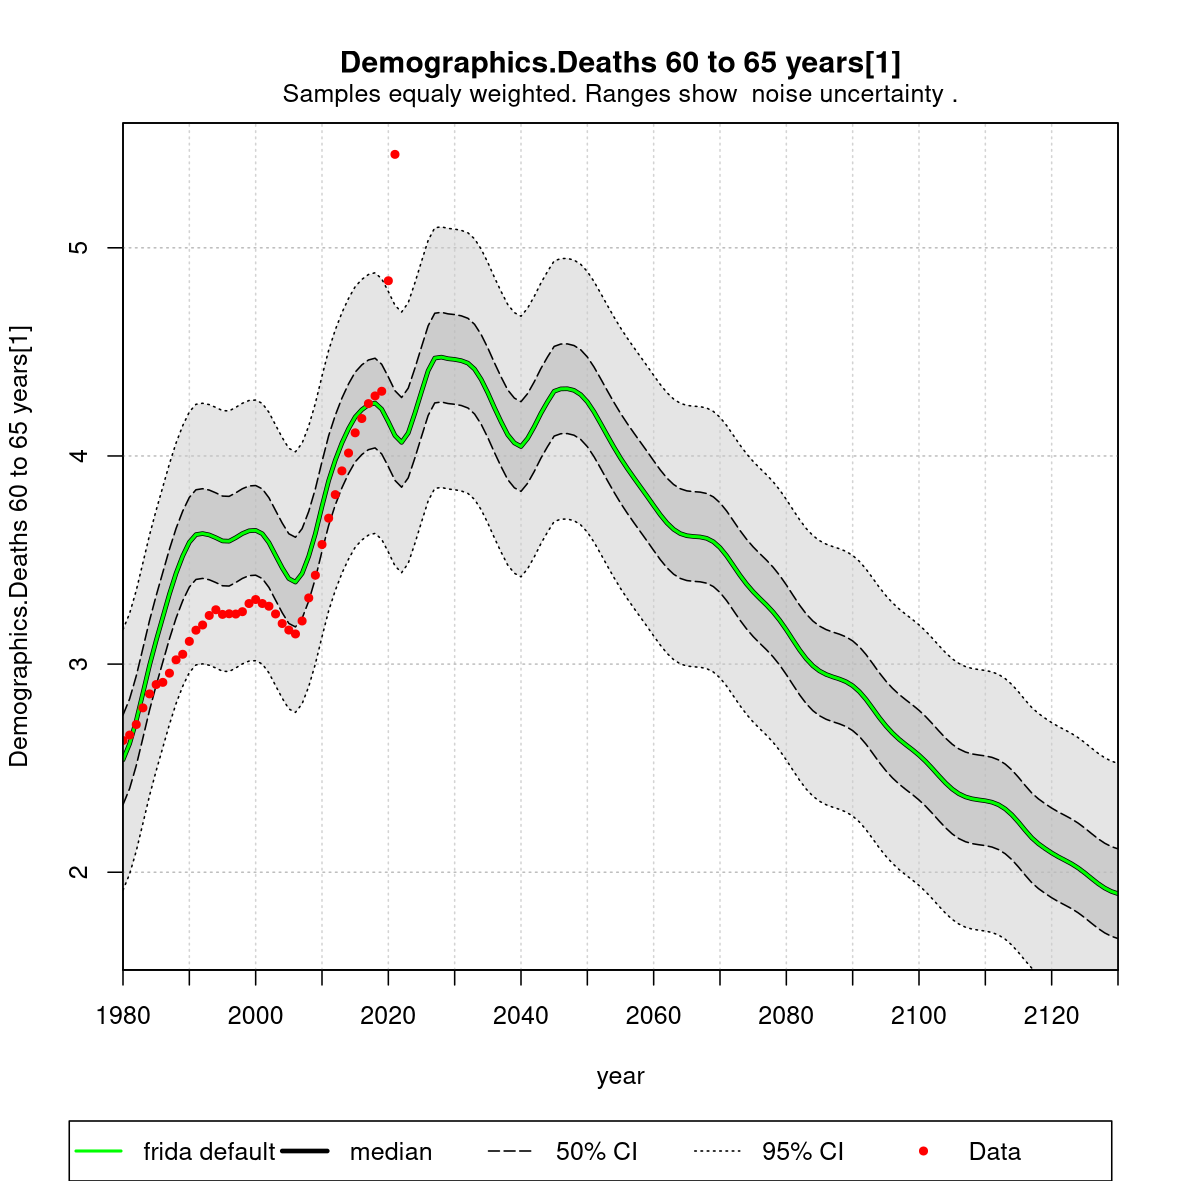 Demographics.Deaths 60 to 65 years[1]
Samples equaly weighted. Ranges show  noise uncertainty .
Demographics.Deaths 60 to 65 years[1]
5
4
3
2
1980 2000 2020 2040 2060 2080 2100 2120
year
frida default median 50% CI 95% CI Data